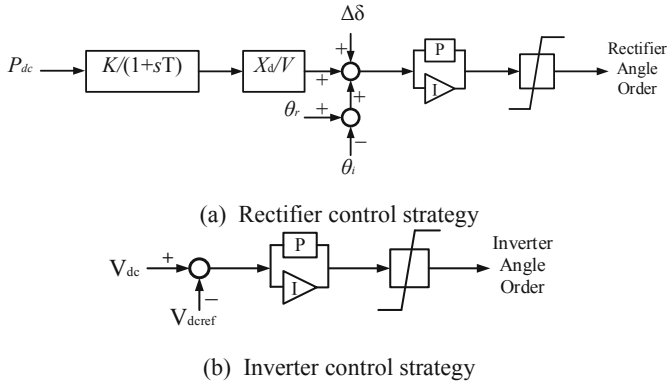 Δδ
P_dc
K/(1+sT)
X_d/V
+
+
+
P
I
Rectifier
Angle
Order
θ_r
+
−
θ_i
(a) Rectifier control strategy
V_dc
+
−
V_dcref
P
I
Inverter
Angle
Order
(b) Inverter control strategy